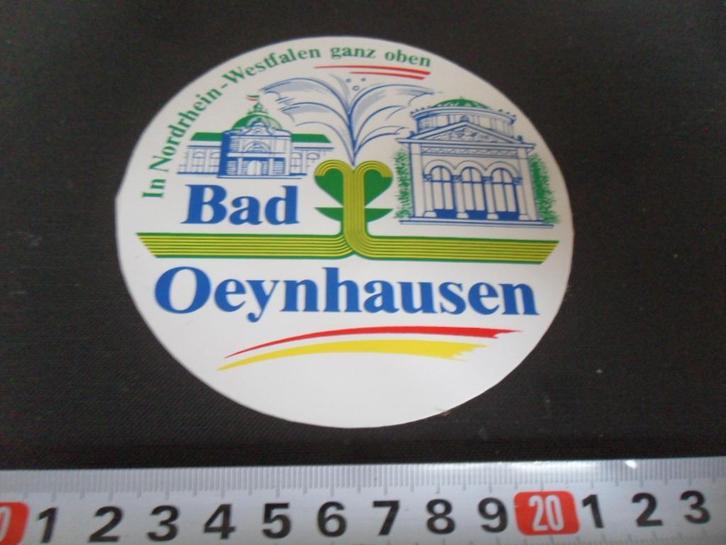 In Nordrhein-Westfalen ganz oben
Bad
Oeynhausen
1 2 3 4 5 6 7 8 9 20 1 2 3